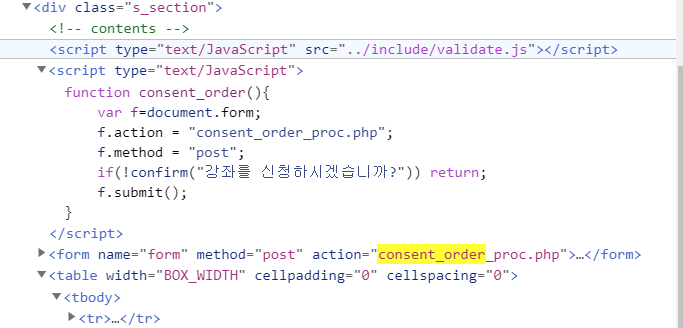 <div class="s_section">
<!-- contents -->
<script type="text/JavaScript" src="../include/validate.js"></script>
<script type="text/JavaScript">
function consent_order(){
var f=document.form;
f.action = "consent_order_proc.php";
f.method = "post";
if(!confirm("강좌를 신청하시겠습니까?")) return;
f.submit();
}
</script>
<form name="form" method="post" action="consent_order_proc.php">…</form>
<table width="BOX_WIDTH" cellpadding="0" cellspacing="0">
<tbody>
<tr>…</tr>